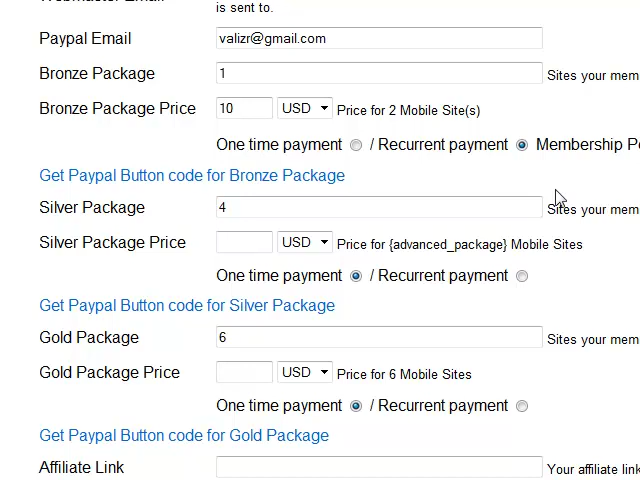 is sent to.
Paypal Email valizr@gmail.com
Bronze Package 1 Sites your mem
Bronze Package Price 10 USD Price for 2 Mobile Site(s)
One time payment / Recurrent payment Membership Pe
Get Paypal Button code for Bronze Package
Silver Package 4 Sites your mem
Silver Package Price USD Price for {advanced_package} Mobile Sites
One time payment / Recurrent payment
Get Paypal Button code for Silver Package
Gold Package 6 Sites your mem
Gold Package Price USD Price for 6 Mobile Sites
One time payment / Recurrent payment
Get Paypal Button code for Gold Package
Affiliate Link Your affiliate link